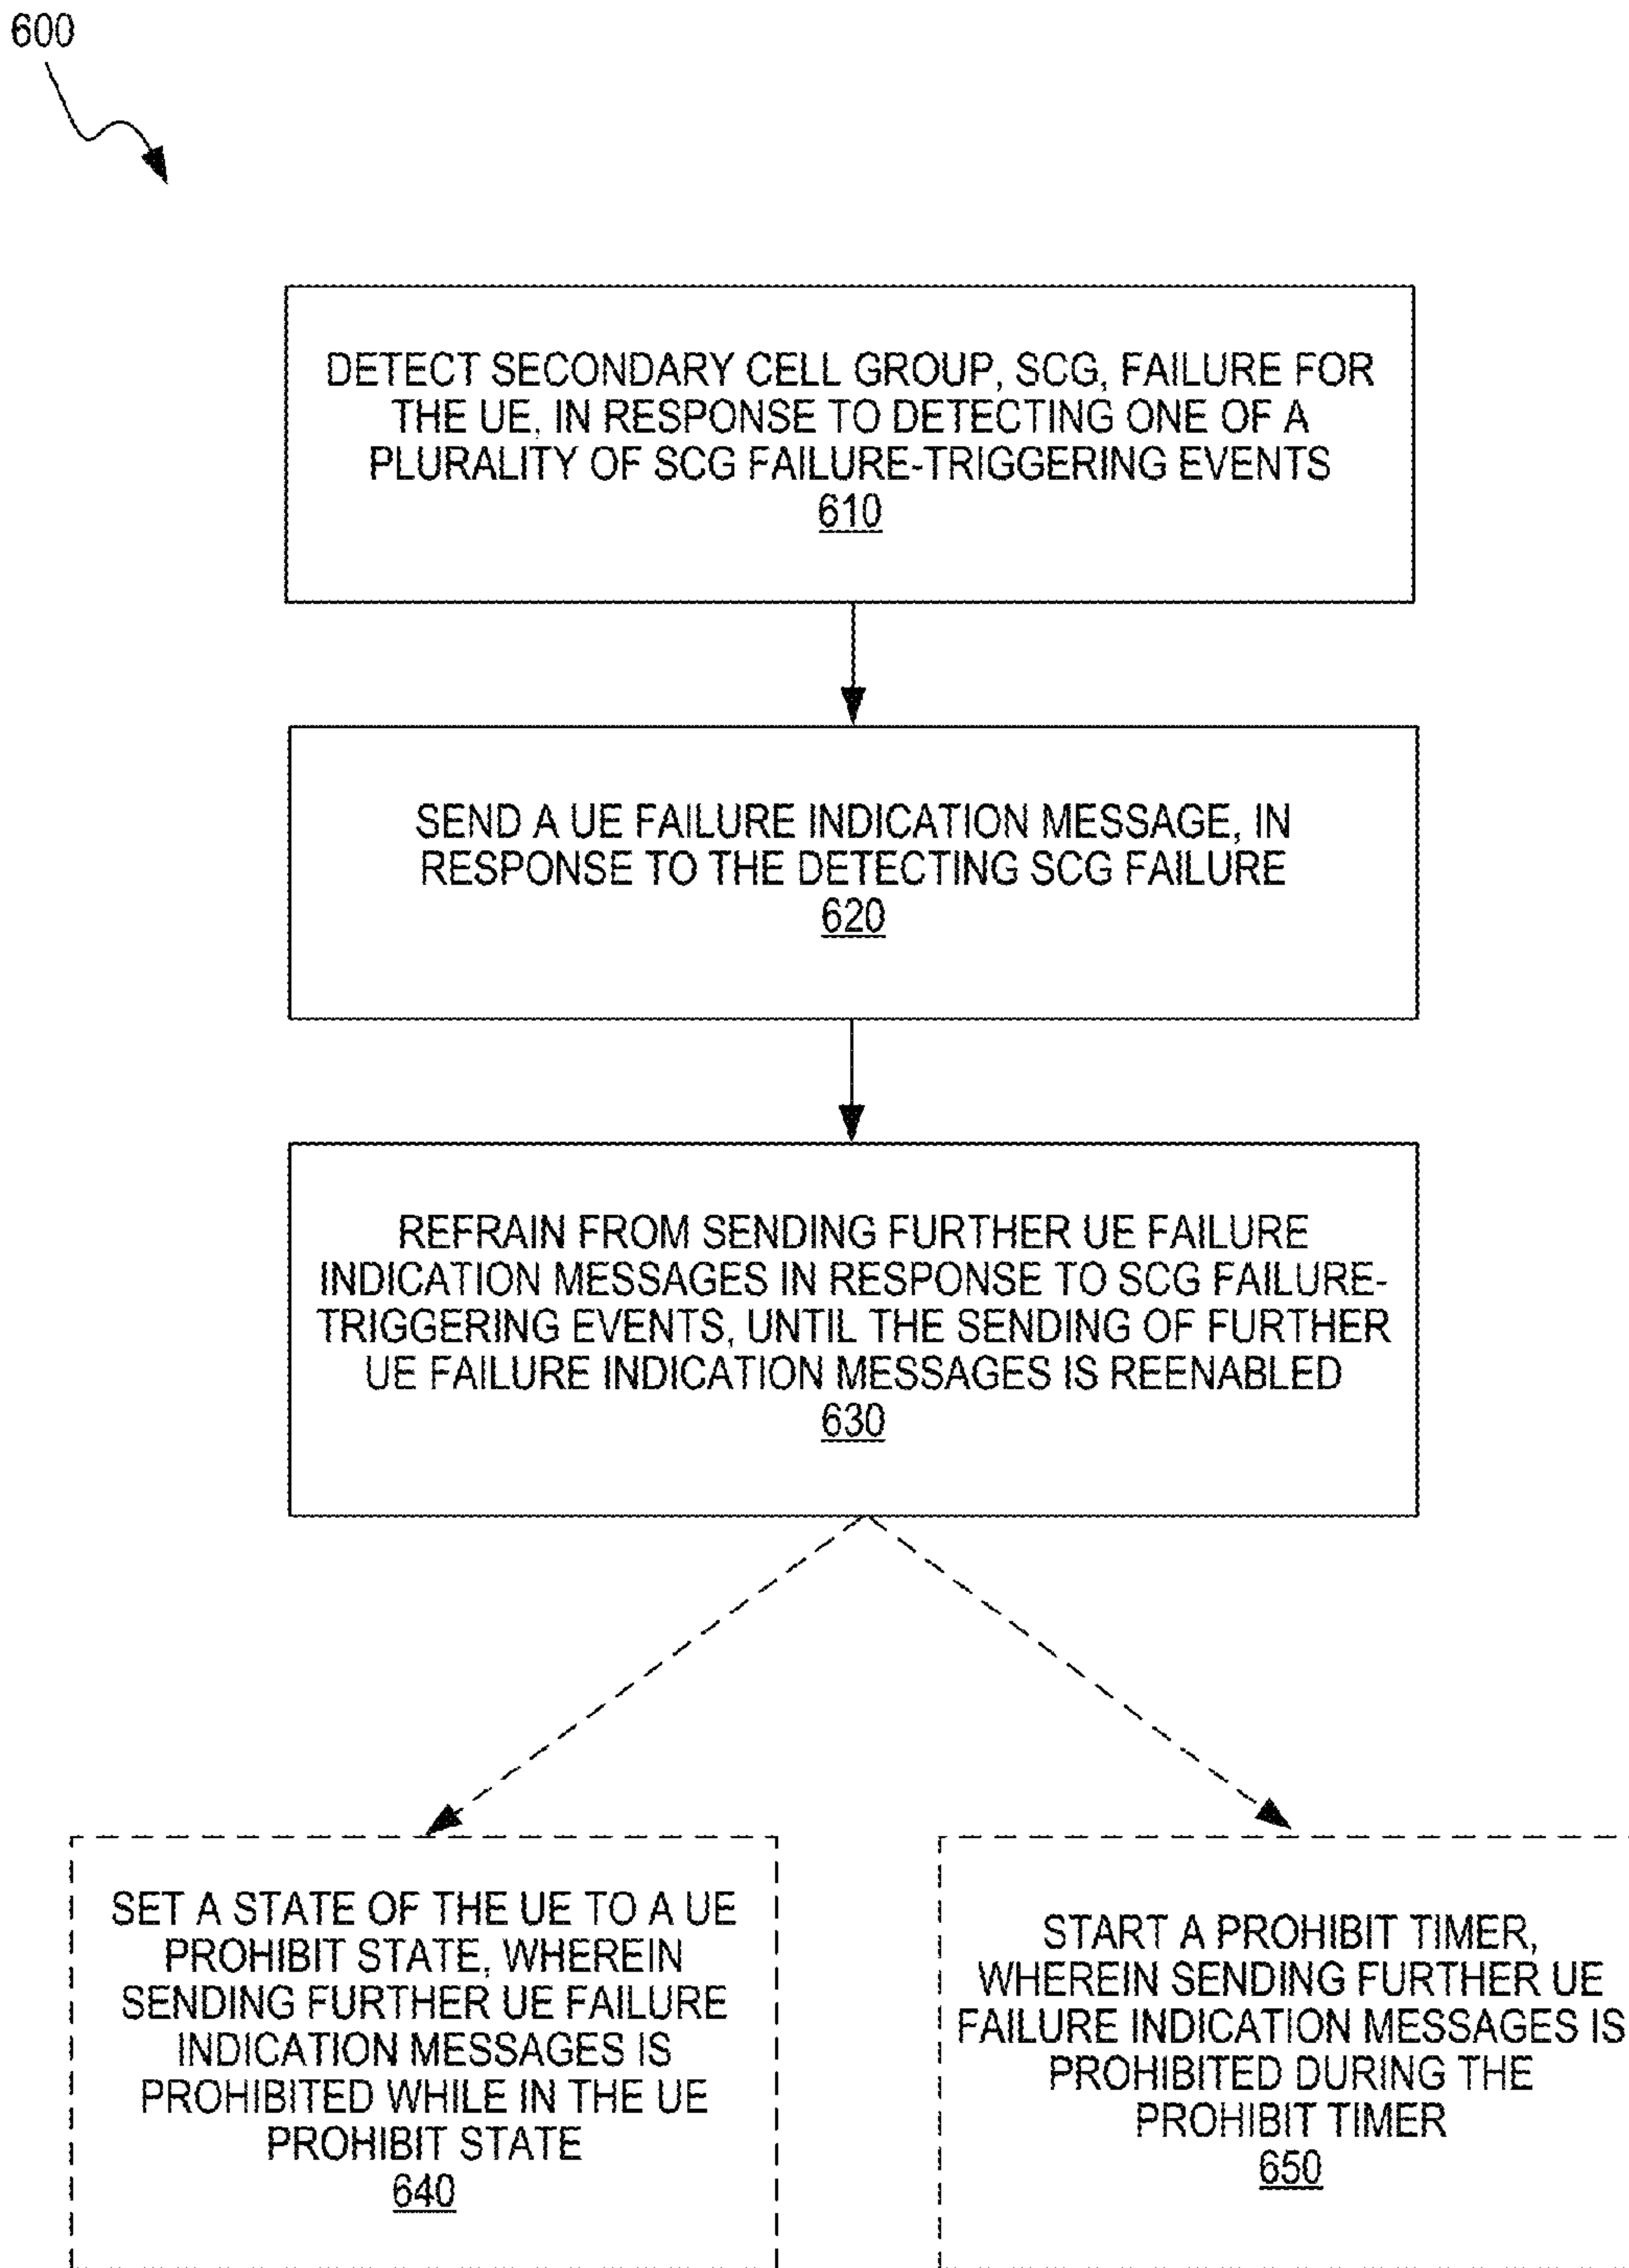 600
DETECT SECONDARY CELL GROUP, SCG, FAILURE FOR
THE UE, IN RESPONSE TO DETECTING ONE OF A
PLURALITY OF SCG FAILURE-TRIGGERING EVENTS
610
SEND A UE FAILURE INDICATION MESSAGE, IN
RESPONSE TO THE DETECTING SCG FAILURE
620
REFRAIN FROM SENDING FURTHER UE FAILURE
INDICATION MESSAGES IN RESPONSE TO SCG FAILURE-
TRIGGERING EVENTS, UNTIL THE SENDING OF FURTHER
UE FAILURE INDICATION MESSAGES IS REENABLED
630
SET A STATE OF THE UE TO A UE
PROHIBIT STATE, WHEREIN
SENDING FURTHER UE FAILURE
INDICATION MESSAGES IS
PROHIBITED WHILE IN THE UE
PROHIBIT STATE
640
START A PROHIBIT TIMER,
WHEREIN SENDING FURTHER UE
FAILURE INDICATION MESSAGES IS
PROHIBITED DURING THE
PROHIBIT TIMER
650